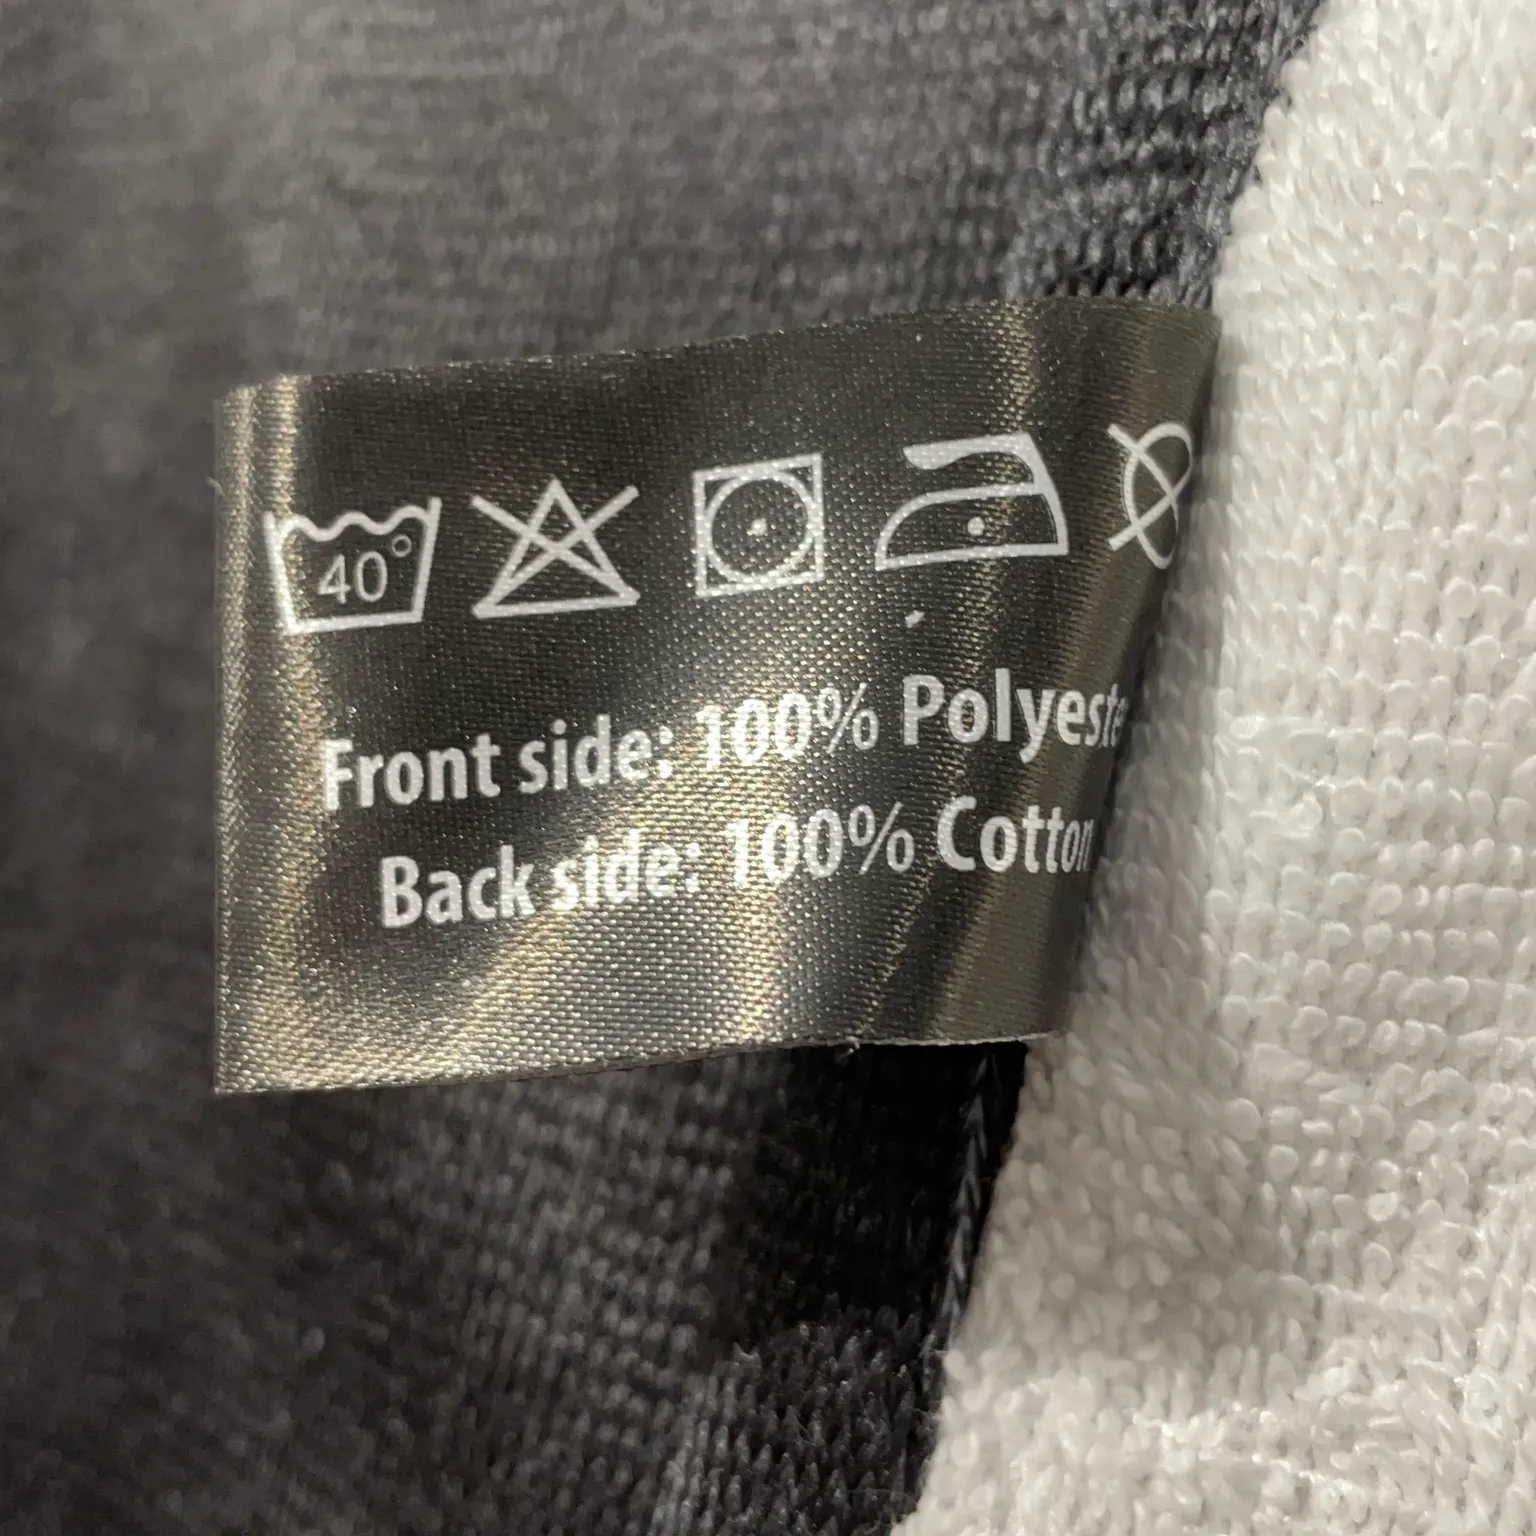 40°
Front side: 100% Polyeste
Back side: 100% Cotton